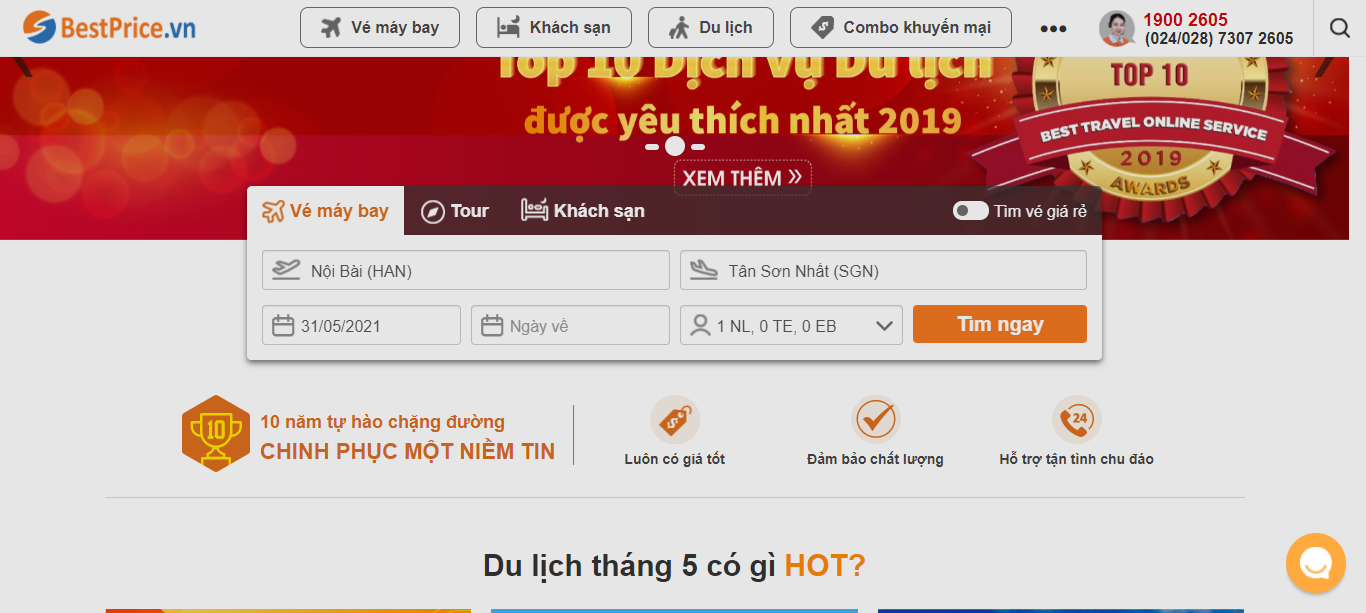 BestPrice.vn
Vé máy bay
Khách sạn
Du lịch
Combo khuyến mại
1900 2605
(024/028) 7307 2605
Top 10 Dịch vụ Du lịch
được yêu thích nhất 2019
XEM THÊM »
TOP 10
BEST TRAVEL ONLINE SERVICE
2019
AWARDS
Vé máy bay
Tour
Khách sạn
Tìm vé giá rẻ
Nội Bài (HAN)
Tân Sơn Nhất (SGN)
31/05/2021
Ngày về
1 NL, 0 TE, 0 EB
Tìm ngay
10
10 năm tự hào chặng đường
CHINH PHỤC MỘT NIỀM TIN
Luôn có giá tốt
Đảm bảo chất lượng
24
Hỗ trợ tận tình chu đáo
Du lịch tháng 5 có gì HOT?